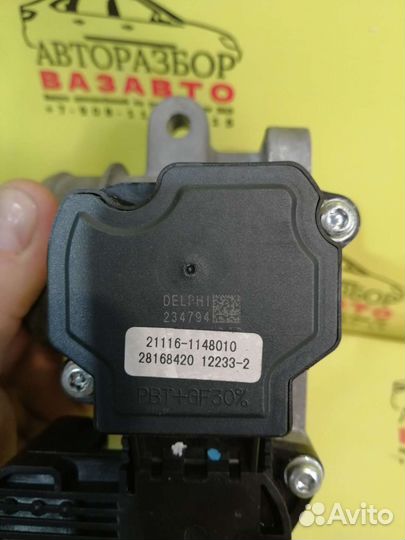 АВТОРАЗБОР
ВАЗАВТО
DELPHI
234794
21116-1148010
28168420 12233-2
PBT+GF30%
Avito